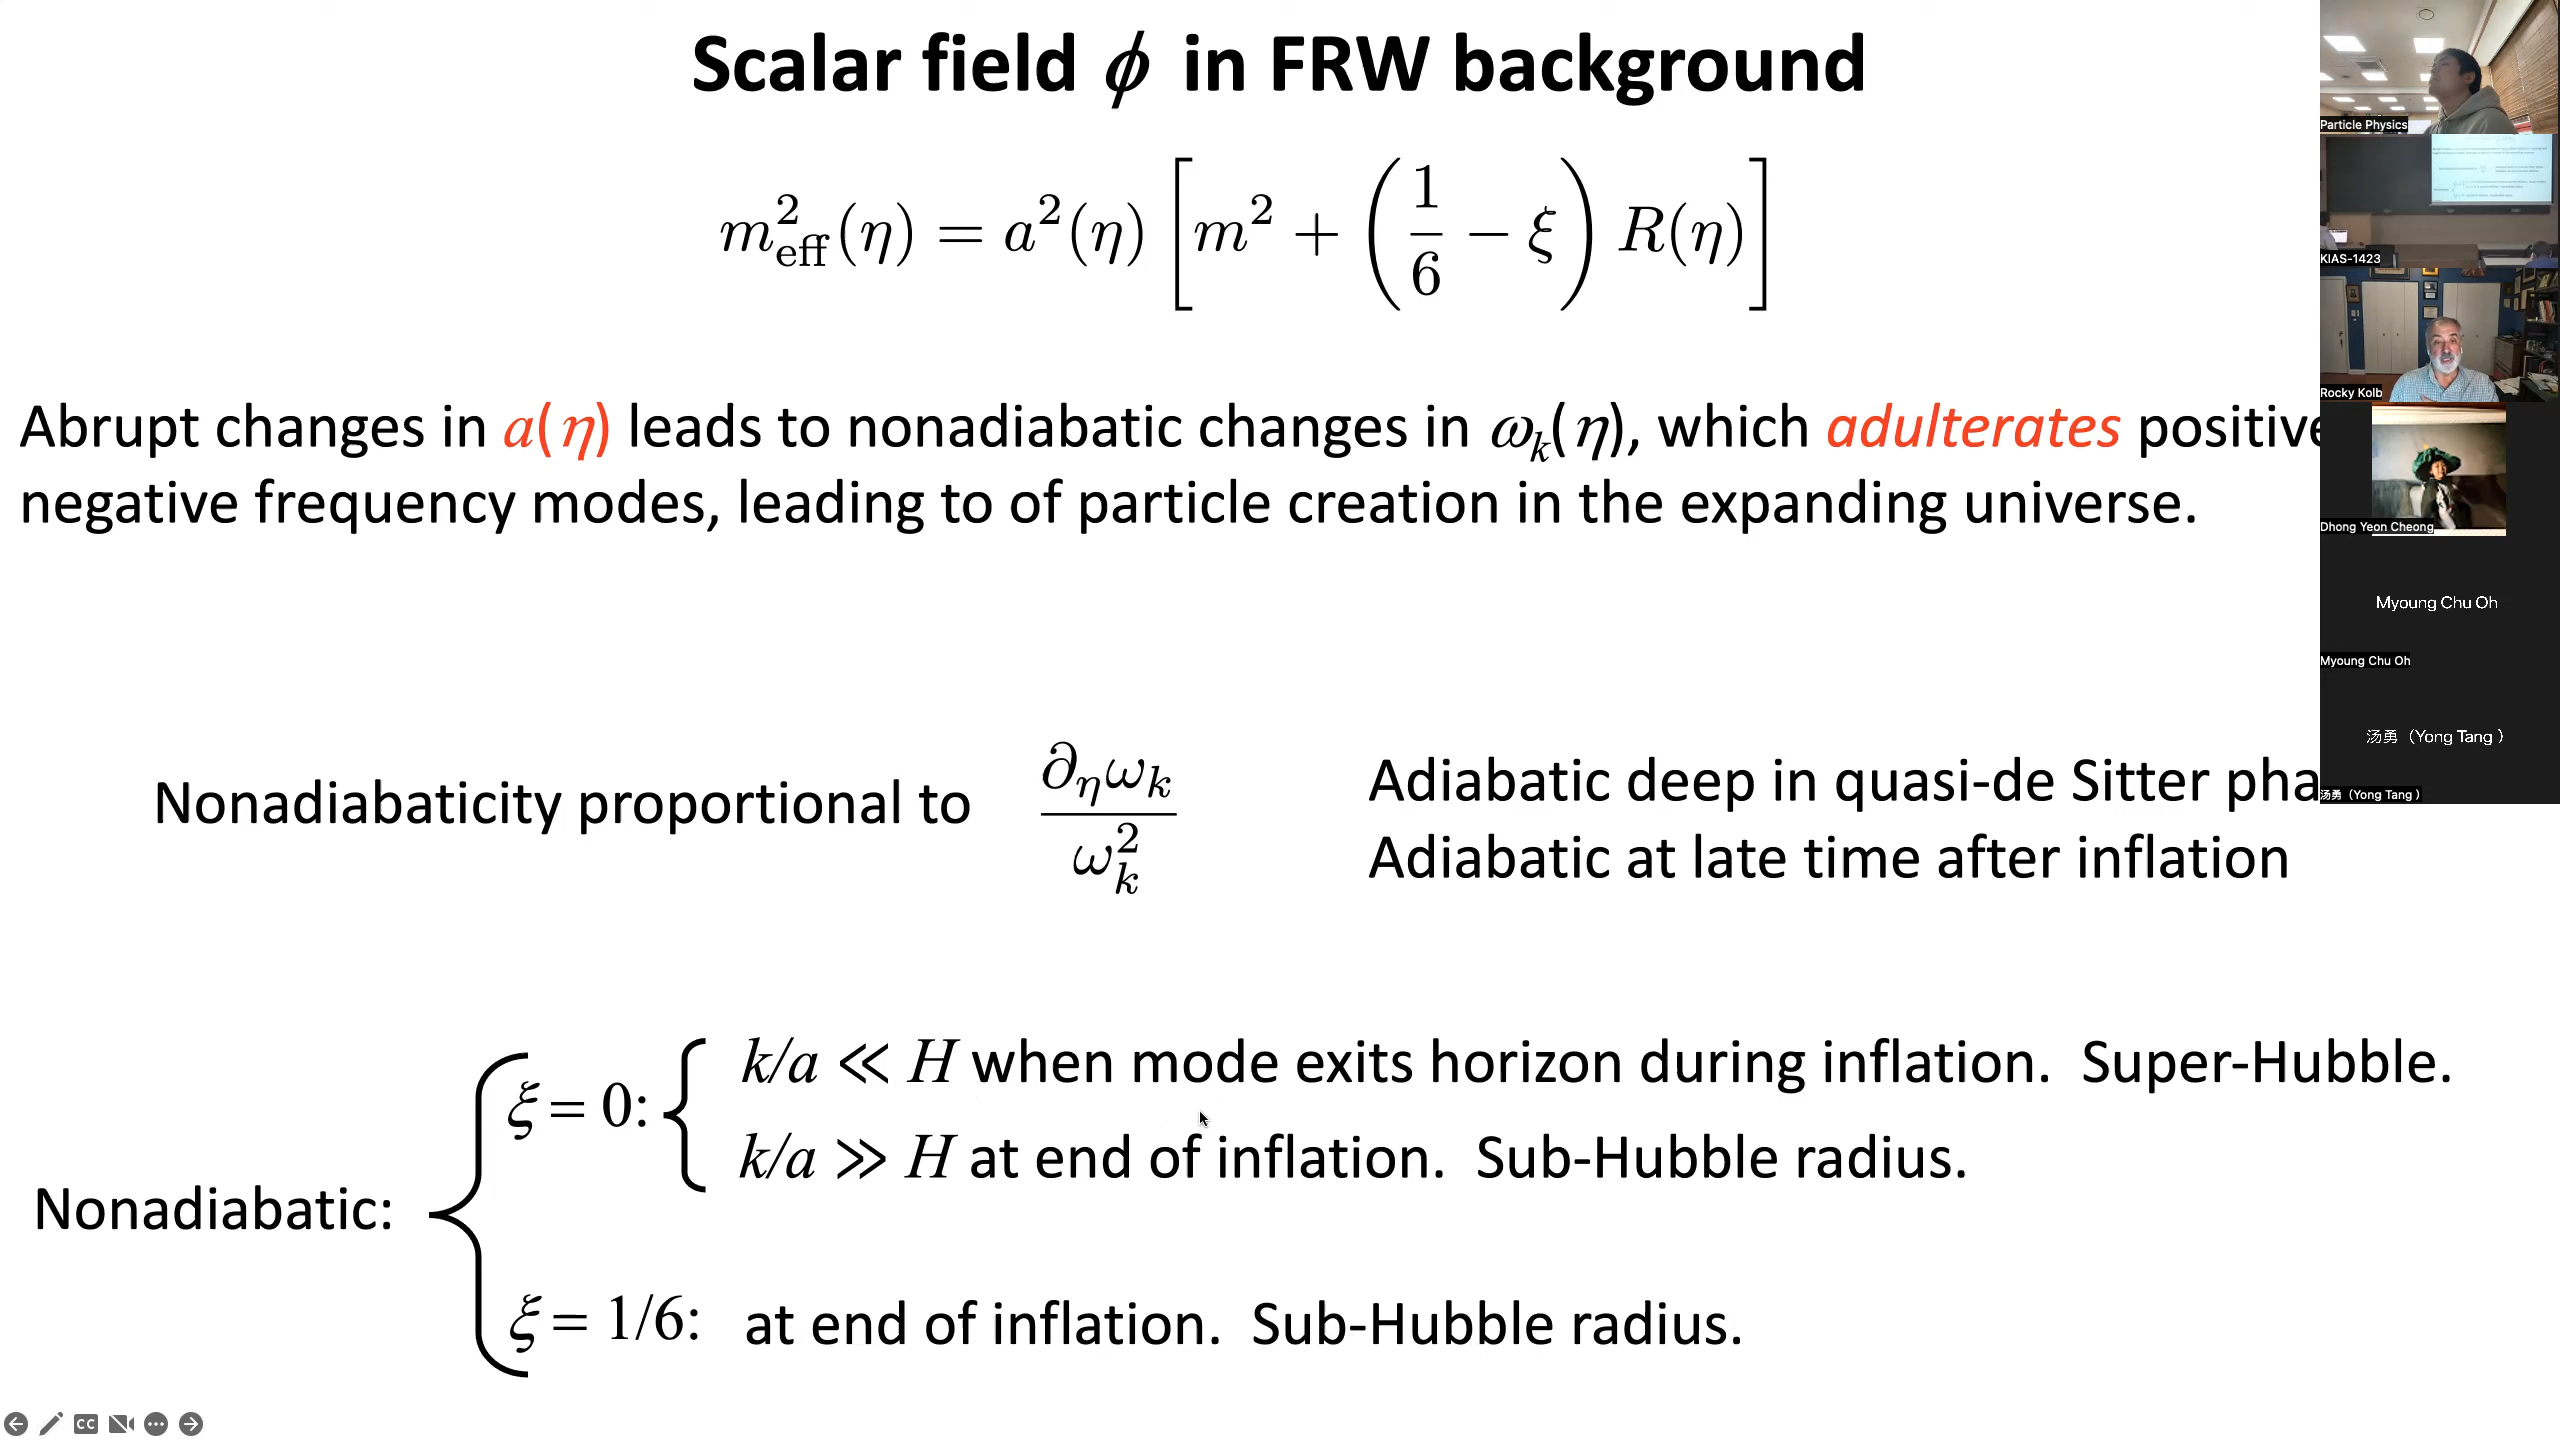 Scalar field ϕ in FRW background
m²_eff(η) = a²(η) [m² + (1/6 − ξ) R(η)]
Abrupt changes in a(η) leads to nonadiabatic changes in ω_k(η), which adulterates positive
negative frequency modes, leading to of particle creation in the expanding universe.
Nonadiabaticity proportional to ∂_η ω_k / ω_k²
Adiabatic deep in quasi-de Sitter pha
Adiabatic at late time after inflation
Nonadiabatic:
ξ = 0:
k/a ≪ H when mode exits horizon during inflation. Super-Hubble.
k/a ≫ H at end of inflation. Sub-Hubble radius.
ξ = 1/6: at end of inflation. Sub-Hubble radius.
Particle Physics
KIAS-1423
Rocky Kolb
Dhong Yeon Cheong
Myoung Chu Oh
Myoung Chu Oh
汤勇（Yong Tang）
汤勇（Yong Tang）
CC